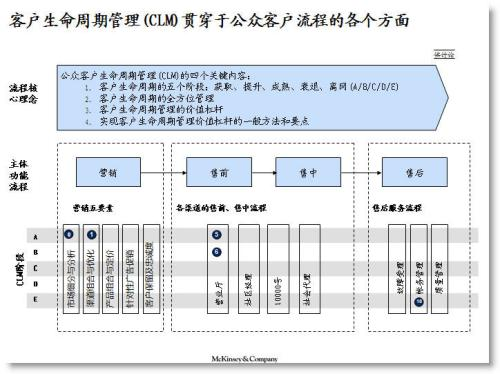 客户生命周期管理(CLM)贯穿于公众客户流程的各个方面
供讨论
流程核
心理念
公众客户生命周期管理(CLM)的四个关键内容:
1. 客户生命周期的五个阶段:获取、提升、成熟、衰退、离网(A/B/C/D/E)
2. 客户生命周期的全方位管理
3. 客户生命周期管理的价值杠杆
4. 实现客户生命周期管理价值杠杆的一般方法和要点
主体
功能
流程
营销
售前
售中
售后
营销五要素
各渠道的售前、售中流程
售后服务流程
CLM阶段
A
B
C
D
E
市场细分与分析
渠道组合与优化
产品组合与定价
针对性广告促销
客户保留及忠诚度
5
6
营业厅
社区经理
10000号
社会代理
故障受理
帐务管理
质量管理
McKinsey & Company